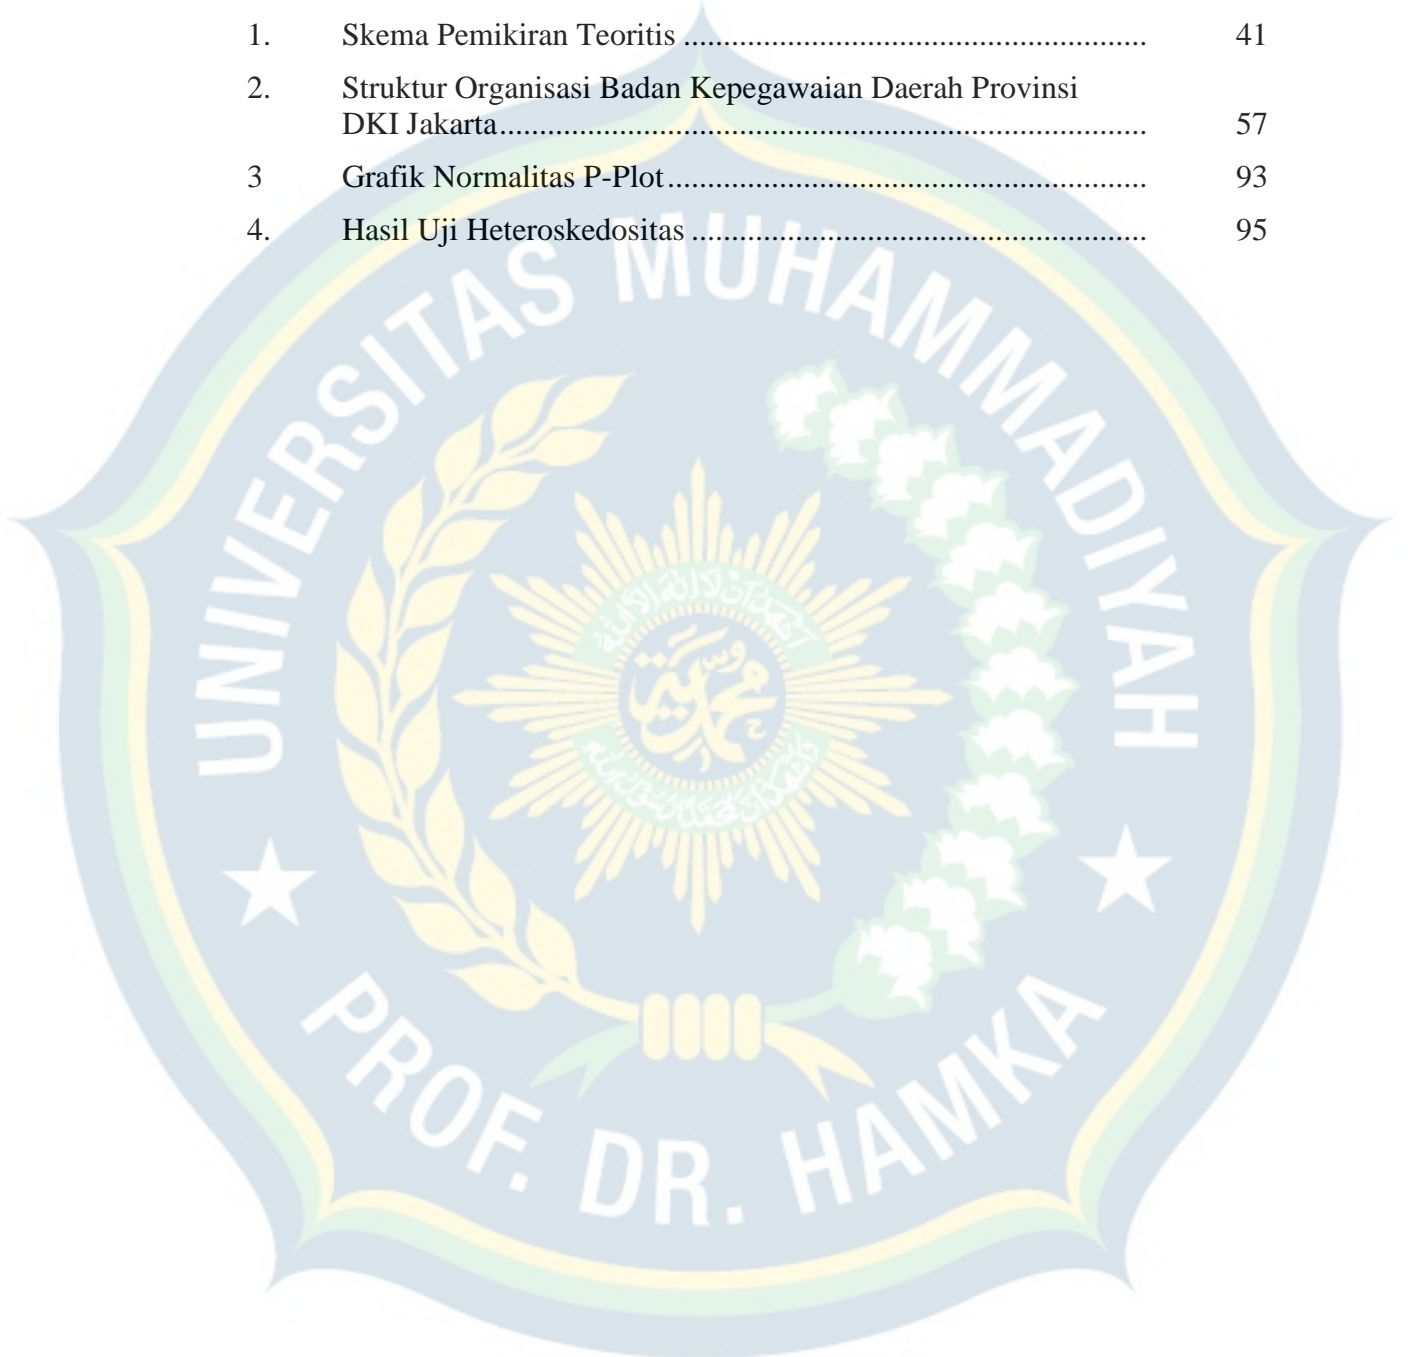 1. Skema Pemikiran Teoritis .......................................................... 41
2. Struktur Organisasi Badan Kepegawaian Daerah Provinsi
DKI Jakarta................................................................................. 57
3 Grafik Normalitas P-Plot............................................................ 93
4. Hasil Uji Heteroskedositas ......................................................... 95
UNIVERSITAS MUHAMMADIYAH
محمدية
PROF. DR. HAMKA